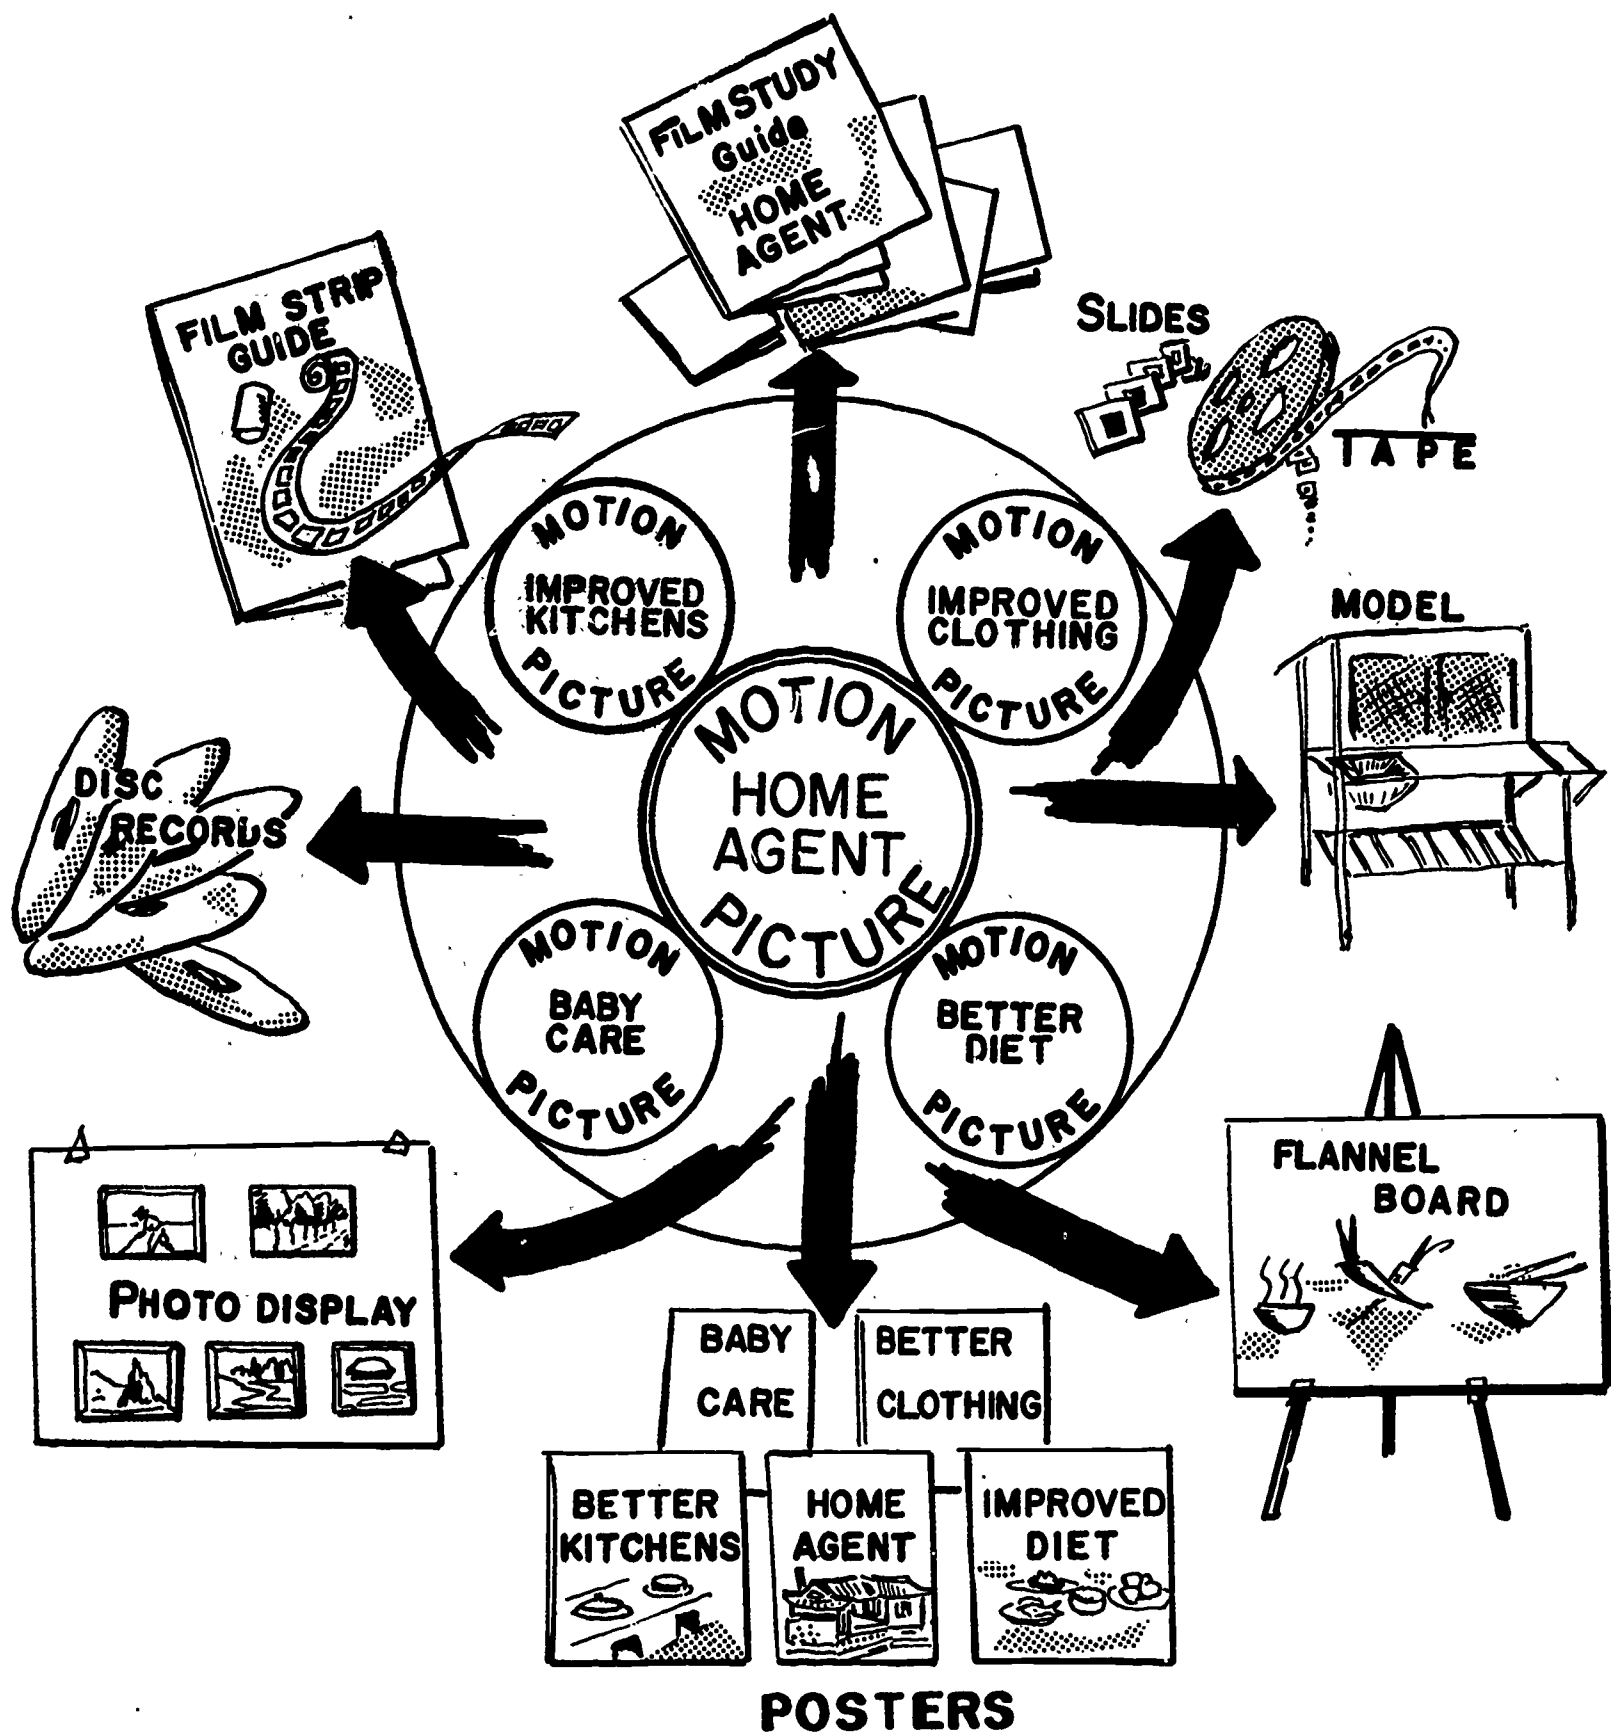 FILM STUDY
Guide
HOME
AGENT
FILM STRIP
GUIDE
SLIDES
TAPE
MOTION
IMPROVED
KITCHENS
PICTURE
MOTION
IMPROVED
CLOTHING
PICTURE
MODEL
MOTION
HOME
AGENT
PICTURE
DISC
RECORDS
MOTION
BABY
CARE
PICTURE
MOTION
BETTER
DIET
PICTURE
FLANNEL
BOARD
PHOTO DISPLAY
BABY
CARE
BETTER
CLOTHING
BETTER
KITCHENS
HOME
AGENT
IMPROVED
DIET
POSTERS